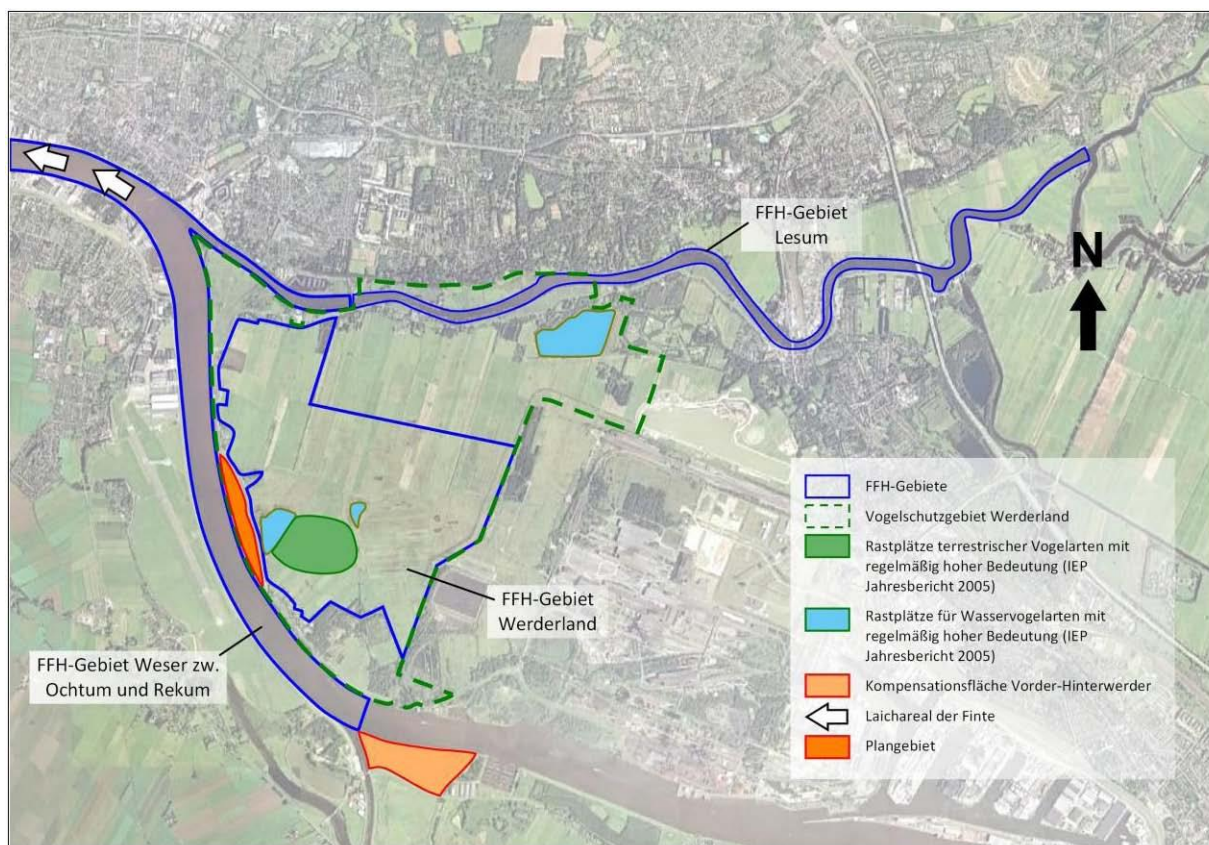 FFH-Gebiet
Lesum
N
FFH-Gebiet
Werderland
FFH-Gebiet Weser zw.
Ochtum und Rekum
FFH-Gebiete
Vogelschutzgebiet Werderland
Rastplätze terrestrischer Vogelarten mit
regelmäßig hoher Bedeutung (IEP
Jahresbericht 2005)
Rastplätze für Wasservogelarten mit
regelmäßig hoher Bedeutung (IEP
Jahresbericht 2005)
Kompensationsfläche Vorder-Hinterwerder
Laichareal der Finte
Plangebiet